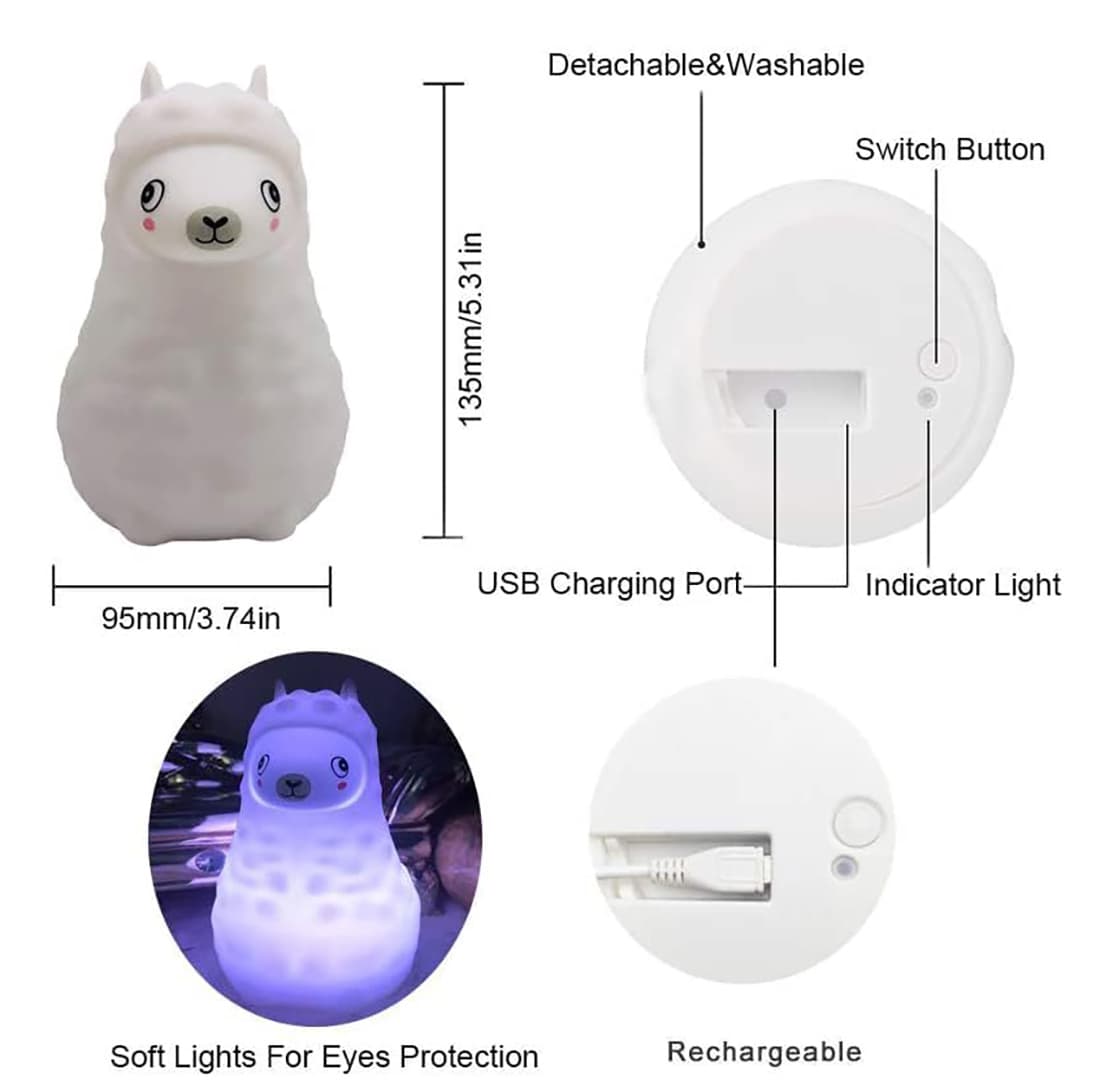 Detachable&Washable
Switch Button
135mm/5.31in
USB Charging Port
Indicator Light
95mm/3.74in
Soft Lights For Eyes Protection
Rechargeable